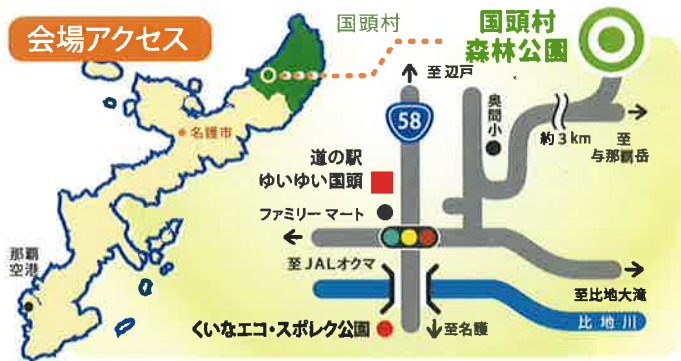 会場アクセス
国頭村
国頭村
森林公園
至辺戸
58
奥間小
約3km
至
与那覇岳
名護市
道の駅
ゆいゆい国頭
ファミリーマート
那覇
空港
至JALオクマ
至比地大滝
比地川
くいなエコ・スポレク公園
至名護